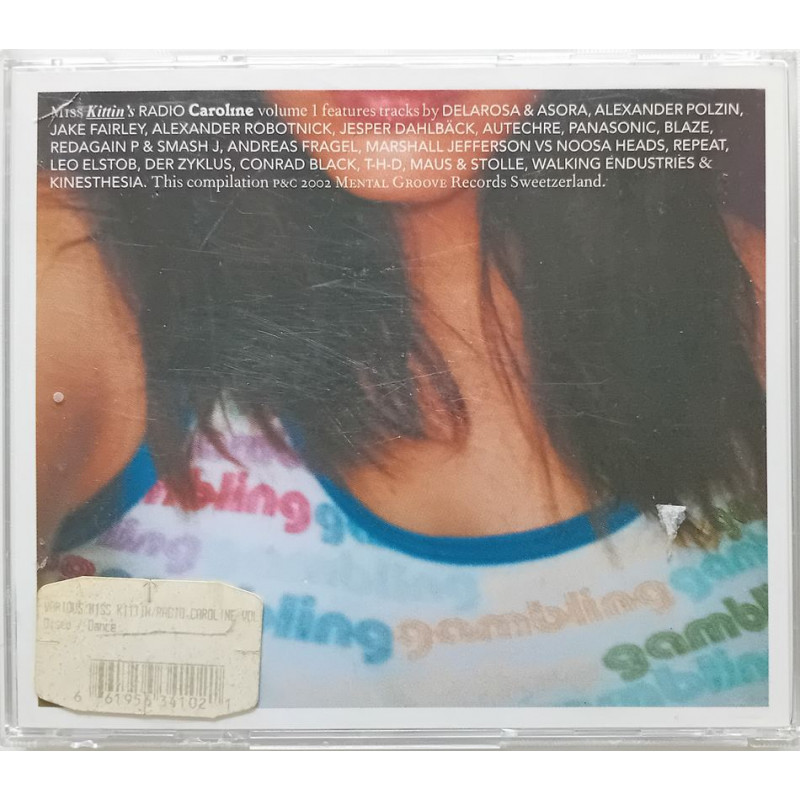 Miss Kittin's RADIO Caroline volume 1 features tracks by DELAROSA & ASORA, ALEXANDER POLZIN,
JAKE FAIRLEY, ALEXANDER ROBOTNICK, JESPER DAHLBÄCK, AUTECHRE, PANASONIC, BLAZE,
REDAGAIN P & SMASH J, ANDREAS FRAGEL, MARSHALL JEFFERSON VS NOOSA HEADS, REPEAT,
LEO ELSTOB, DER ZYKLUS, CONRAD BLACK, T-H-D, MAUS & STOLLE, WALKING ENDUSTRIES &
KINESTHESIA. This compilation P&C 2002 MENTAL GROOVE Records Sweetzerland.
bling
gambling
VARIOUS MISS KITTIN RADIO CAROLINE VOL
Dance
6 61956 34102 1